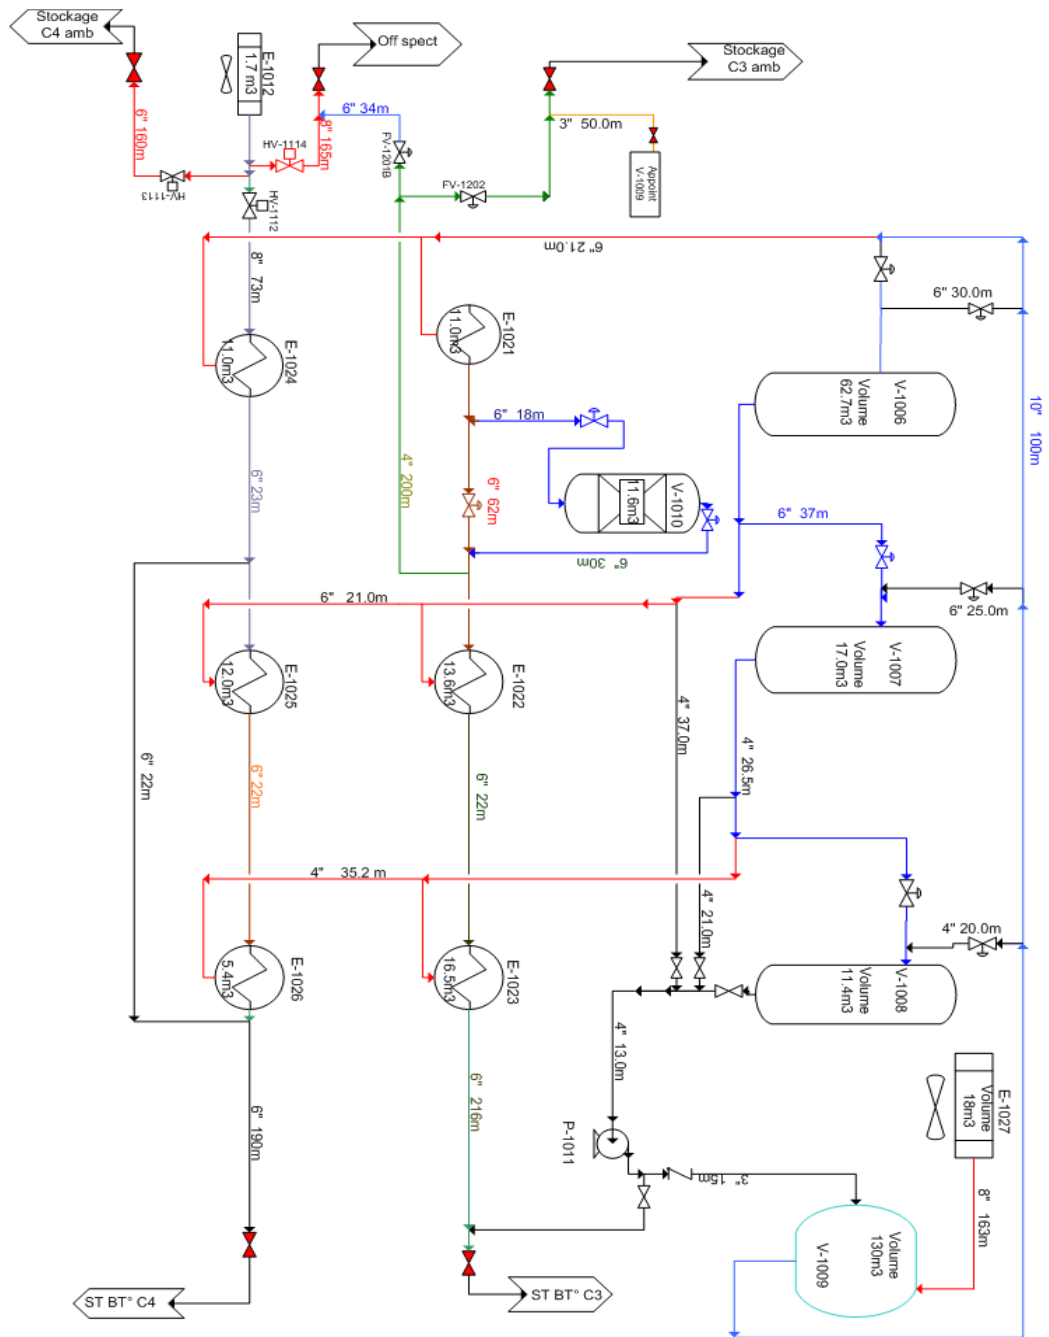 Stockage
C4 amb
Off spect
Stockage
C3 amb
E-1012
1.7 m3
6" 160m
HV-1113
HV-1114
8" 165m
6" 34m
FV-1201B
FV-1202
3" 50.0m
Appoint
V-1009
HV-1112
8" 73m
6" 21.0m
6" 30.0m
E-1024
11.0m3
E-1021
11.0m3
V-1006
Volume
62.7m3
10" 100m
6" 18m
4" 200m
6" 62m
V-1010
11.6m3
6" 30m
6" 23m
6" 37m
6" 25.0m
6" 21.0m
E-1025
12.0m3
E-1022
13.6m3
V-1007
Volume
17.0m3
4" 37.0m
4" 26.5m
6" 22m
6" 22m
6" 22m
4" 35.2 m
4" 21.0m
4" 20.0m
E-1026
5.4m3
E-1023
16.5m3
V-1008
Volume
11.4m3
4" 13.0m
P-1011
E-1027
Volume
18m3
6" 190m
6" 216m
3" 15m
8" 163m
Volume
130m3
V-1009
ST BT° C4
ST BT° C3